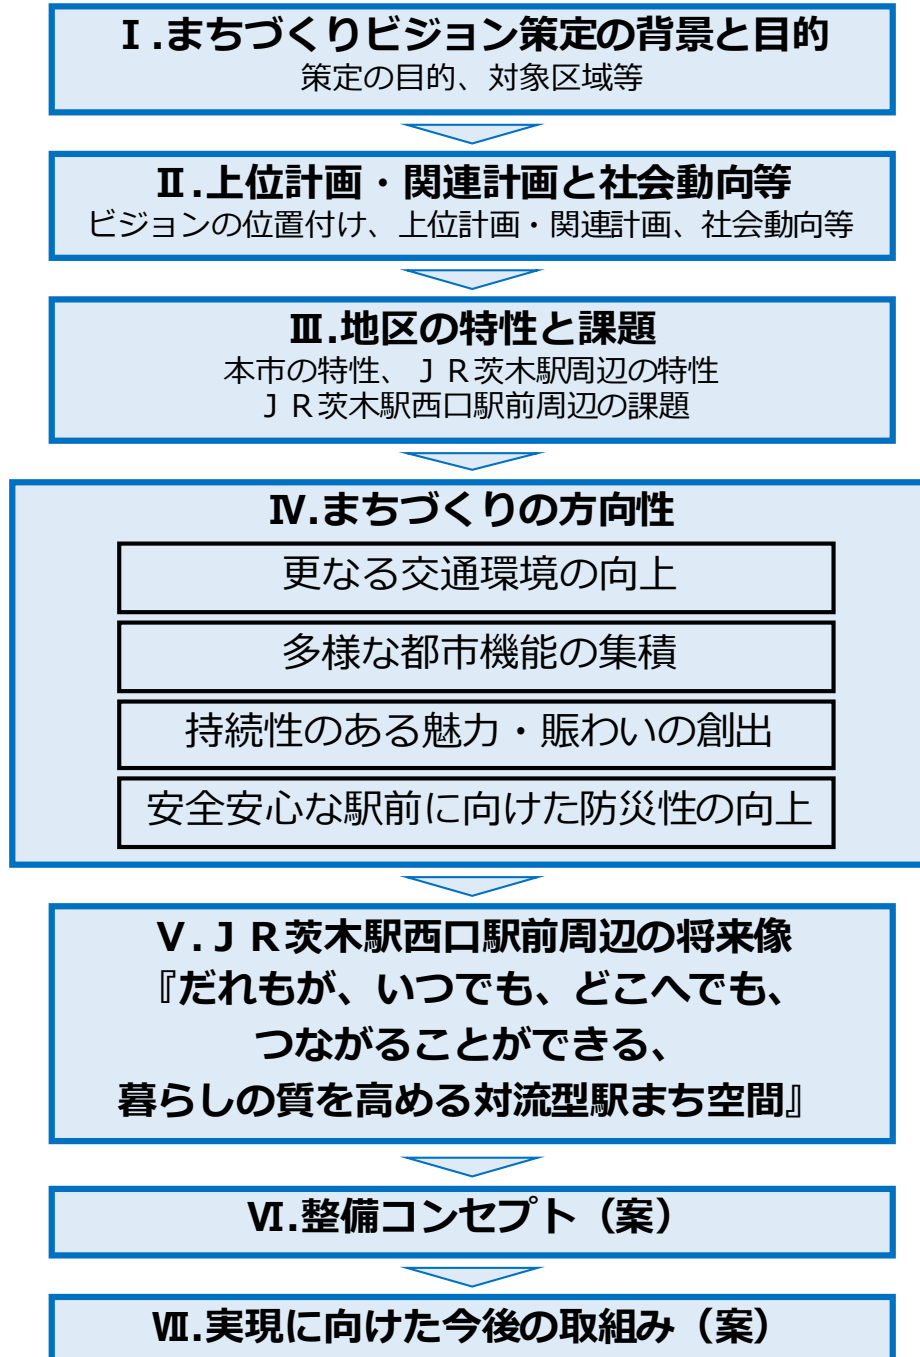 Ⅰ.まちづくりビジョン策定の背景と目的
策定の目的、対象区域等
Ⅱ.上位計画・関連計画と社会動向等
ビジョンの位置付け、上位計画・関連計画、社会動向等
Ⅲ.地区の特性と課題
本市の特性、ＪＲ茨木駅周辺の特性
ＪＲ茨木駅西口駅前周辺の課題
Ⅳ.まちづくりの方向性
更なる交通環境の向上
多様な都市機能の集積
持続性のある魅力・賑わいの創出
安全安心な駅前に向けた防災性の向上
Ⅴ.ＪＲ茨木駅西口駅前周辺の将来像
『だれもが、いつでも、どこへでも、
つながることができる、
暮らしの質を高める対流型駅まち空間』
Ⅵ.整備コンセプト（案）
Ⅶ.実現に向けた今後の取組み（案）